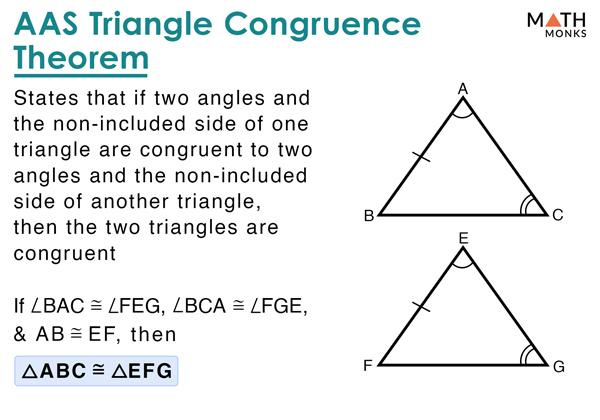 AAS Triangle Congruence
Theorem
MATH
MONKS
States that if two angles and
the non-included side of one
triangle are congruent to two
angles and the non-included
side of another triangle,
then the two triangles are
congruent
If ∠BAC ≅ ∠FEG, ∠BCA ≅ ∠FGE,
& AB ≅ EF, then
△ABC ≅ △EFG
A
B
C
E
F
G